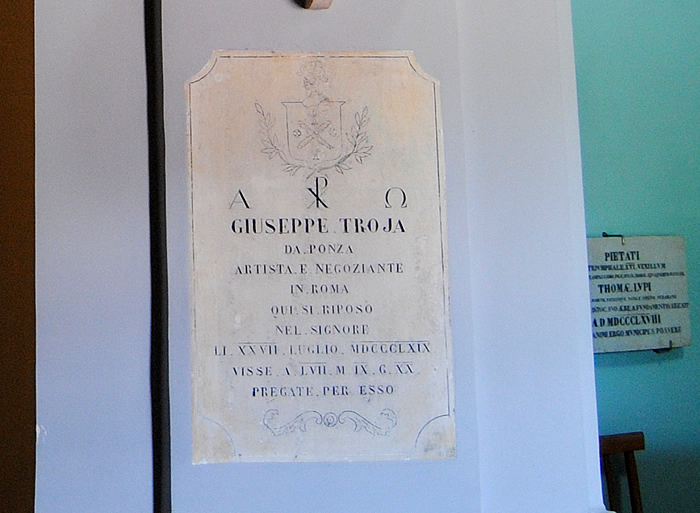 Α ☧ Ω
GIUSEPPE . TROJA
DA . PONZA
ARTISTA . E . NEGOZIANTE
IN . ROMA
QUI . SI . RIPOSO
NEL . SIGNORE
LI . XXVII . LUGLIO . MDCCCLXIX
VISSE . A . LVII . M IX . G . XX
PREGATE . PER . ESSO
PIETATI
THOMÆ LVPI
A D MDCCCLXVIII